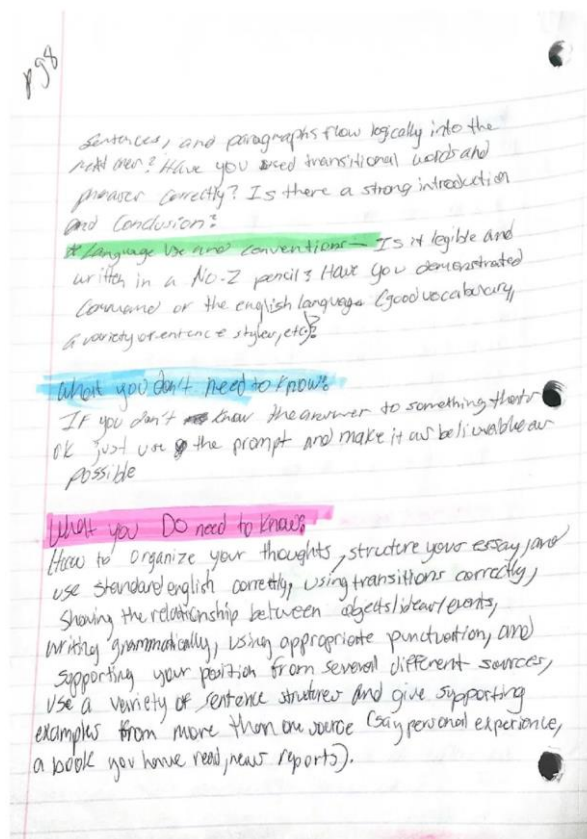 pg8
sentences, and paragraphs flow logically into the
next one? Have you used transitional words and
phrases correctly? Is there a strong introduction
and conclusion?
* Language Use and conventions — Is it legible and
written in a No-2 pencil? Have you demonstrated
command of the english language (good vocabulary,
a variety of sentence styles, etc)?
What you don't need to know:
If you don't know the answer to something that's
ok just use the prompt and make it as believable as
possible
What you Do need to know:
How to organize your thoughts, structure your essay, and
use standard english correctly, using transitions correctly,
showing the relationship between objects/ideas/events,
writing grammatically, using appropriate punctuation, and
supporting your position from several different sources,
use a variety of sentence structures and give supporting
examples from more than one source (say personal experience,
a book you have read, news reports).